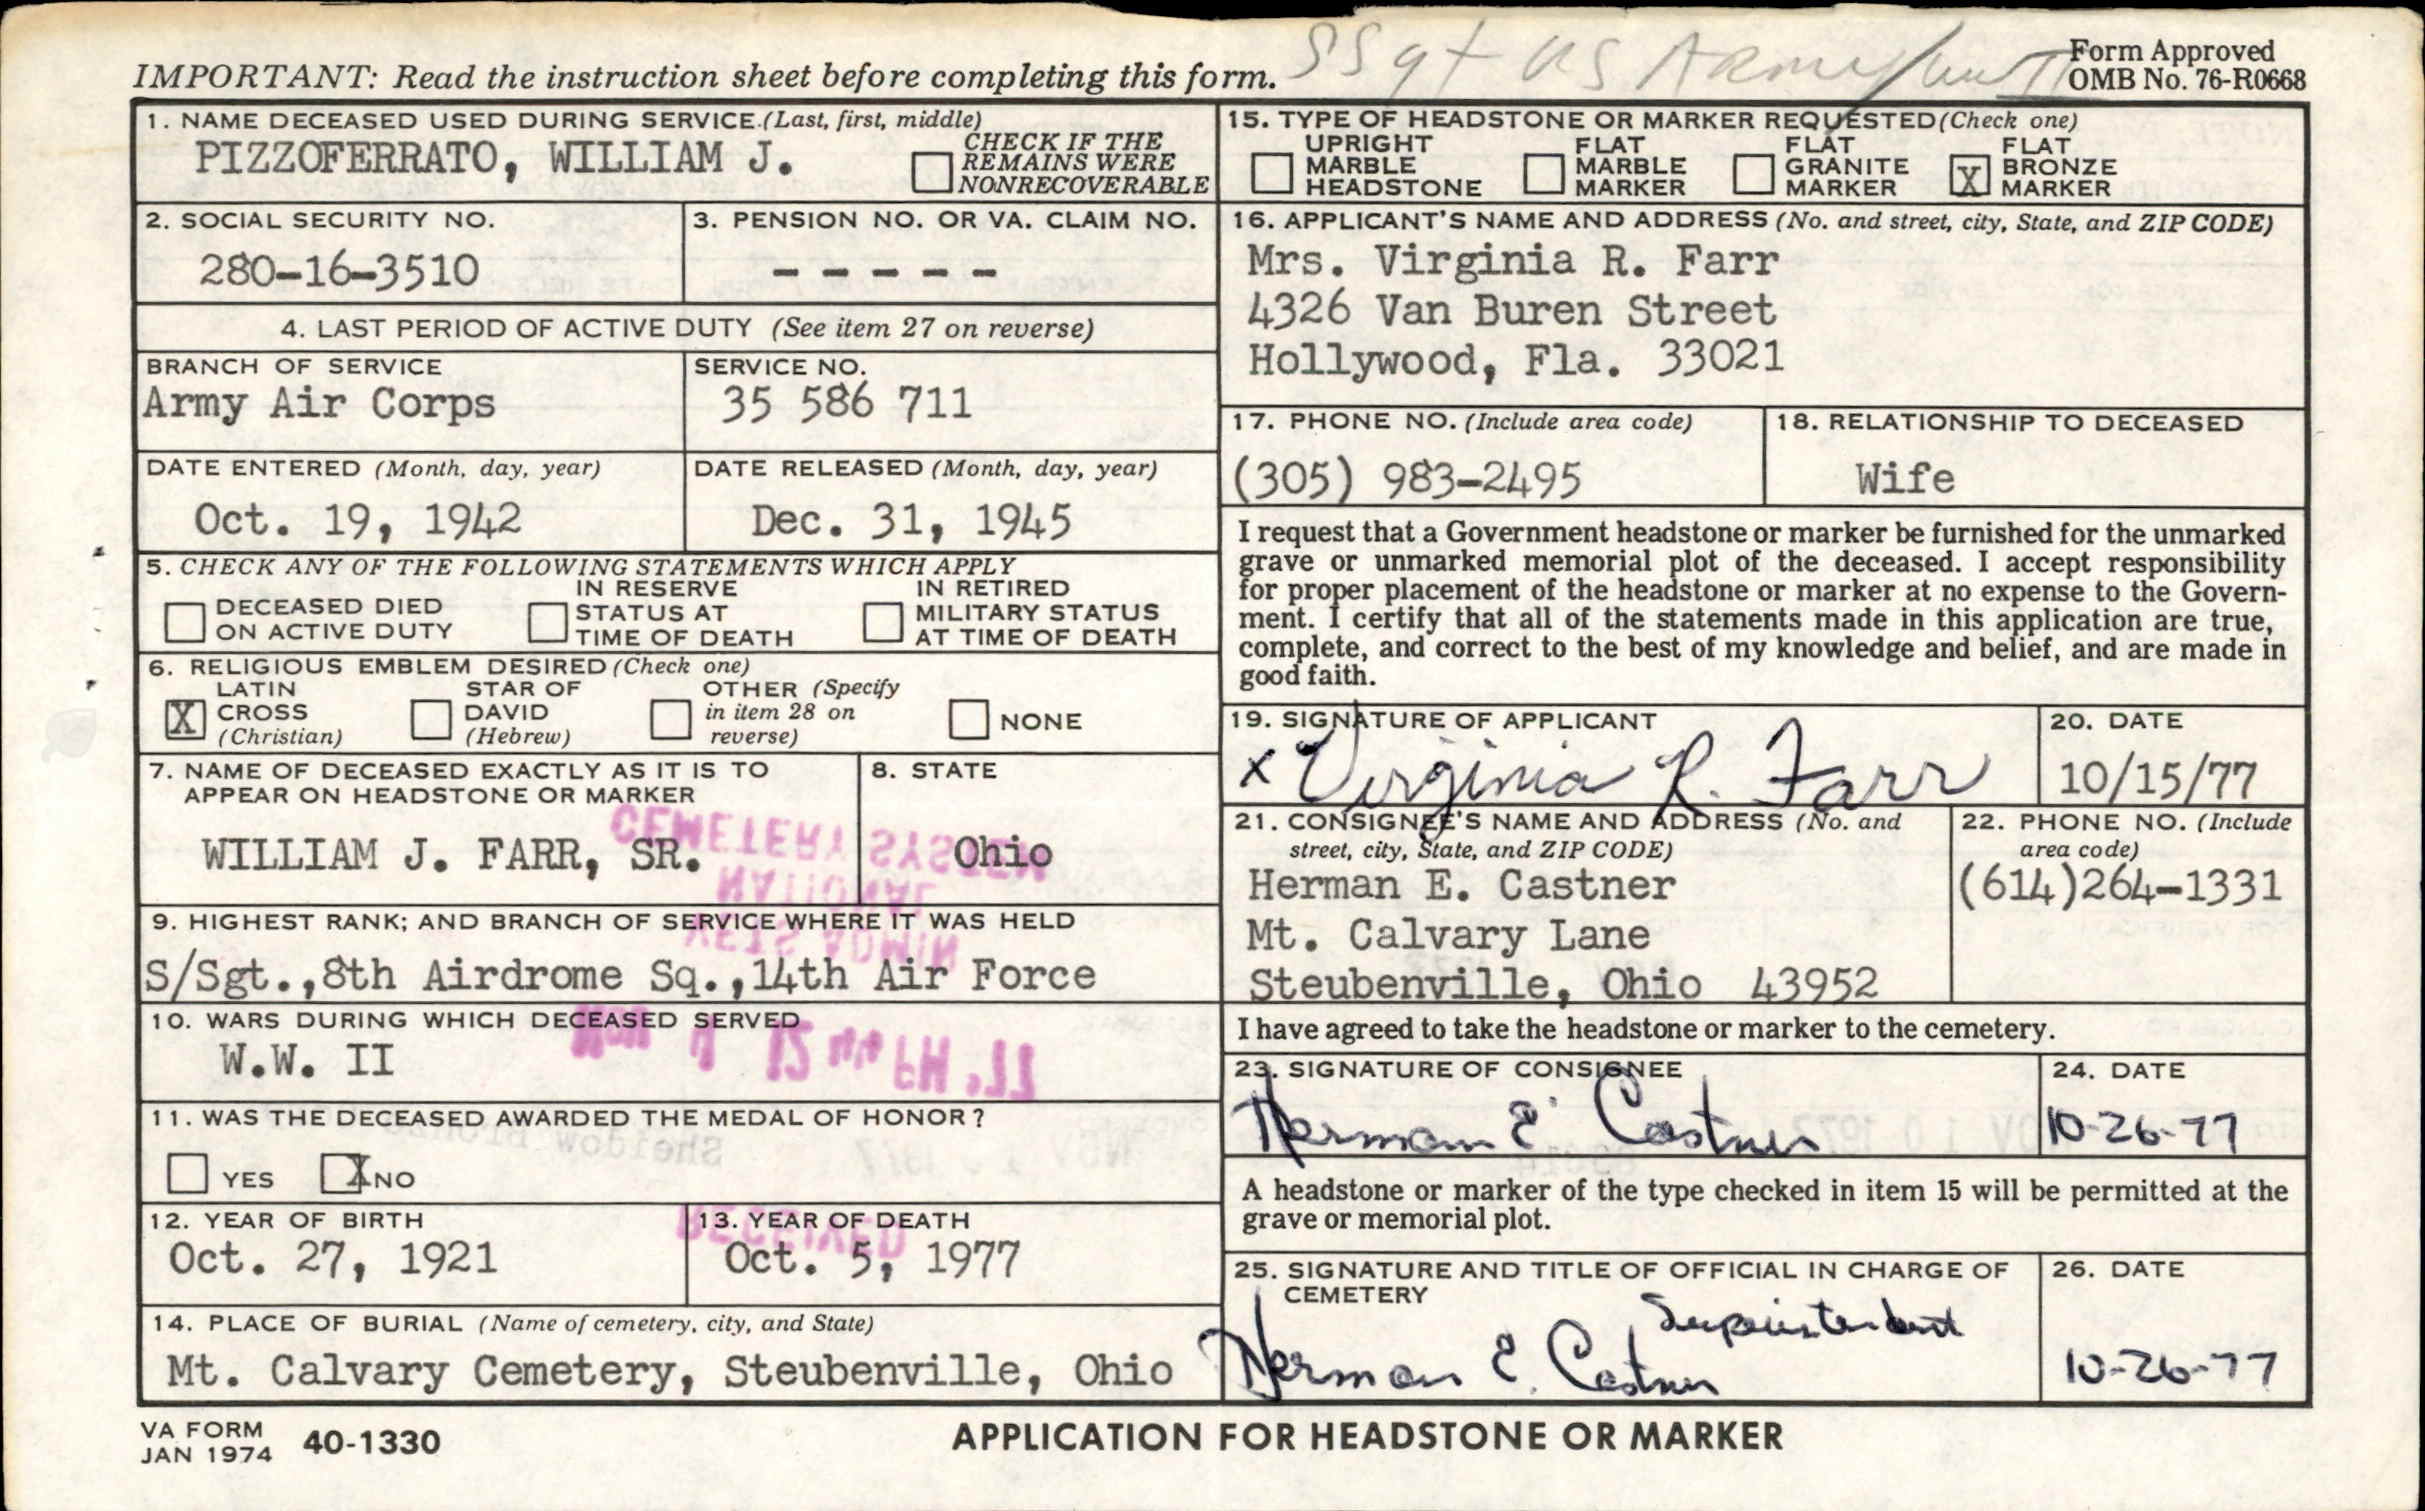 SSgt US Army/WW II
IMPORTANT: Read the instruction sheet before completing this form.
Form Approved
OMB No. 76-R0668
1. NAME DECEASED USED DURING SERVICE (Last, first, middle)
PIZZOFERRATO, WILLIAM J.
CHECK IF THE
REMAINS WERE
NONRECOVERABLE
2. SOCIAL SECURITY NO.
280-16-3510
3. PENSION NO. OR VA. CLAIM NO.
- - - - -
4. LAST PERIOD OF ACTIVE DUTY (See item 27 on reverse)
BRANCH OF SERVICE
Army Air Corps
SERVICE NO.
35 586 711
DATE ENTERED (Month, day, year)
Oct. 19, 1942
DATE RELEASED (Month, day, year)
Dec. 31, 1945
5. CHECK ANY OF THE FOLLOWING STATEMENTS WHICH APPLY
DECEASED DIED
ON ACTIVE DUTY
IN RESERVE
STATUS AT
TIME OF DEATH
IN RETIRED
MILITARY STATUS
AT TIME OF DEATH
6. RELIGIOUS EMBLEM DESIRED (Check one)
X
LATIN
CROSS
(Christian)
STAR OF
DAVID
(Hebrew)
OTHER (Specify
in item 28 on
reverse)
NONE
7. NAME OF DECEASED EXACTLY AS IT IS TO
APPEAR ON HEADSTONE OR MARKER
WILLIAM J. FARR, SR.
8. STATE
Ohio
CEMETERY SYSTEM
NATIONAL
VETS ADMIN
9. HIGHEST RANK; AND BRANCH OF SERVICE WHERE IT WAS HELD
S/Sgt.,8th Airdrome Sq.,14th Air Force
10. WARS DURING WHICH DECEASED SERVED
W.W. II
PM '77
11. WAS THE DECEASED AWARDED THE MEDAL OF HONOR?
YES
X NO
12. YEAR OF BIRTH
Oct. 27, 1921
RECEIVED
13. YEAR OF DEATH
Oct. 5, 1977
14. PLACE OF BURIAL (Name of cemetery, city, and State)
Mt. Calvary Cemetery, Steubenville, Ohio
15. TYPE OF HEADSTONE OR MARKER REQUESTED (Check one)
UPRIGHT
MARBLE
HEADSTONE
FLAT
MARBLE
MARKER
FLAT
GRANITE
MARKER
X
FLAT
BRONZE
MARKER
16. APPLICANT'S NAME AND ADDRESS (No. and street, city, State, and ZIP CODE)
Mrs. Virginia R. Farr
4326 Van Buren Street
Hollywood, Fla. 33021
17. PHONE NO. (Include area code)
(305) 983-2495
18. RELATIONSHIP TO DECEASED
Wife
I request that a Government headstone or marker be furnished for the unmarked
grave or unmarked memorial plot of the deceased. I accept responsibility
for proper placement of the headstone or marker at no expense to the Govern-
ment. I certify that all of the statements made in this application are true,
complete, and correct to the best of my knowledge and belief, and are made in
good faith.
19. SIGNATURE OF APPLICANT
x Virginia R. Farr
20. DATE
10/15/77
21. CONSIGNEE'S NAME AND ADDRESS (No. and
street, city, State, and ZIP CODE)
Herman E. Castner
Mt. Calvary Lane
Steubenville, Ohio 43952
22. PHONE NO. (Include
area code)
(614)264-1331
I have agreed to take the headstone or marker to the cemetery.
23. SIGNATURE OF CONSIGNEE
Herman E. Castner
24. DATE
10-26-77
A headstone or marker of the type checked in item 15 will be permitted at the
grave or memorial plot.
25. SIGNATURE AND TITLE OF OFFICIAL IN CHARGE OF
CEMETERY
Superintendent
Herman E. Castner
26. DATE
10-26-77
VA FORM
JAN 1974
40-1330
APPLICATION FOR HEADSTONE OR MARKER